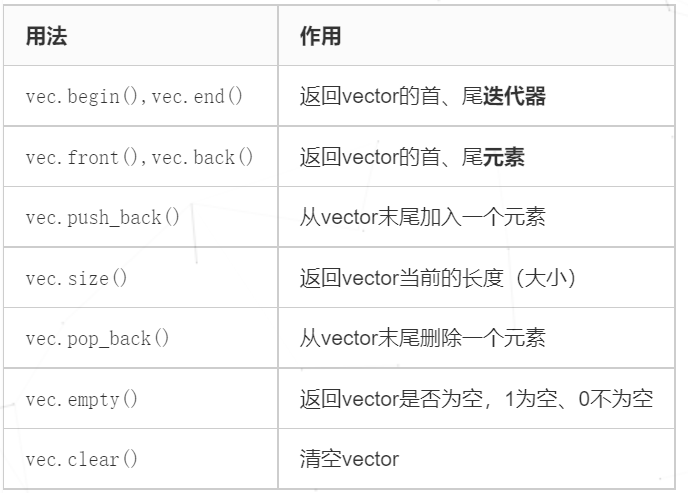 用法 作用
vec.begin(),vec.end() 返回vector的首、尾迭代器
vec.front(),vec.back() 返回vector的首、尾元素
vec.push_back() 从vector末尾加入一个元素
vec.size() 返回vector当前的长度（大小）
vec.pop_back() 从vector末尾删除一个元素
vec.empty() 返回vector是否为空，1为空、0不为空
vec.clear() 清空vector